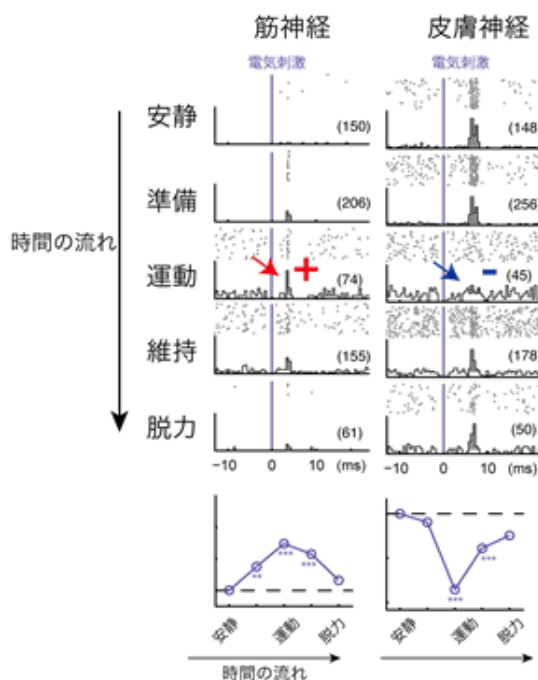 筋神経
皮膚神経
電気刺激
電気刺激
安静
(150)
(148)
準備
(206)
(256)
時間の流れ
運動
+
(74)
-
(45)
維持
(155)
(178)
脱力
(61)
(50)
-10 0 10 (ms)
-10 0 10 (ms)
** *** ***
*** ***
安静 運動 脱力
安静 運動 脱力
時間の流れ